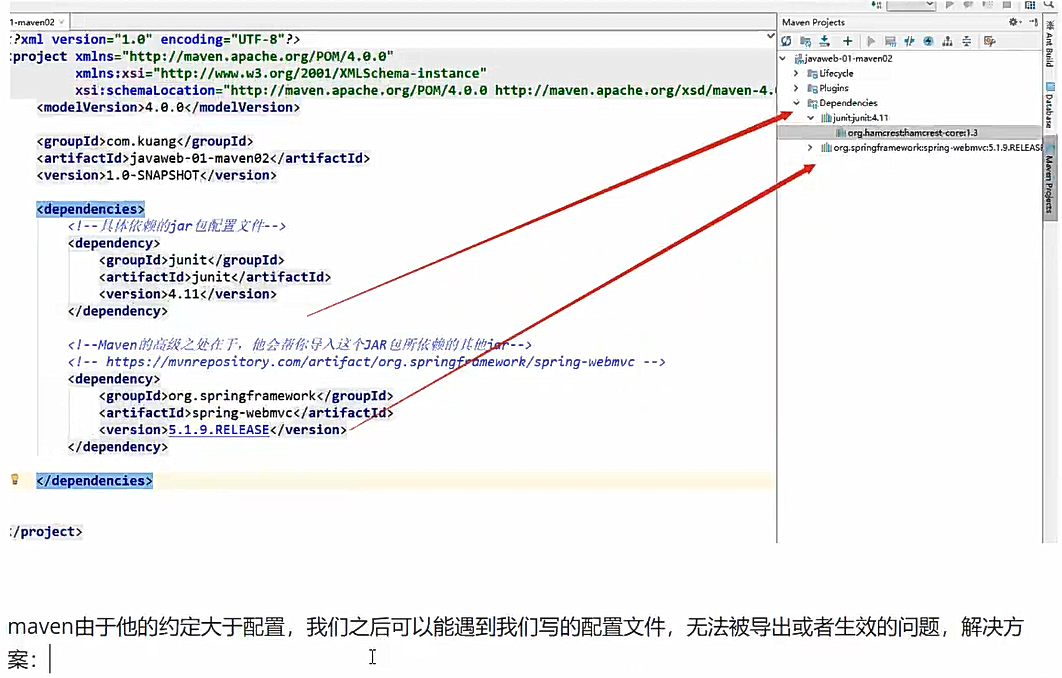 1-maven02
Maven Projects
?xml version="1.0" encoding="UTF-8"?>
project xmlns="http://maven.apache.org/POM/4.0.0"
xmlns:xsi="http://www.w3.org/2001/XMLSchema-instance"
xsi:schemaLocation="http://maven.apache.org/POM/4.0.0 http://maven.apache.org/xsd/maven-4.
<modelVersion>4.0.0</modelVersion>
<groupId>com.kuang</groupId>
<artifactId>javaweb-01-maven02</artifactId>
<version>1.0-SNAPSHOT</version>
<dependencies>
<!--具体依赖的jar包配置文件-->
<dependency>
<groupId>junit</groupId>
<artifactId>junit</artifactId>
<version>4.11</version>
</dependency>
<!--Maven的高级之处在于，他会帮你导入这个JAR包所依赖的其他jar-->
<!-- https://mvnrepository.com/artifact/org.springframework/spring-webmvc -->
<dependency>
<groupId>org.springframework</groupId>
<artifactId>spring-webmvc</artifactId>
<version>5.1.9.RELEASE</version>
</dependency>
</dependencies>
/project>
javaweb-01-maven02
Lifecycle
Plugins
Dependencies
junit:junit:4.11
org.hamcrest:hamcrest-core:1.3
org.springframework:spring-webmvc:5.1.9.RELEASE
Ant Build
Database
Maven Projects
maven由于他的约定大于配置，我们之后可以能遇到我们写的配置文件，无法被导出或者生效的问题，解决方
案：